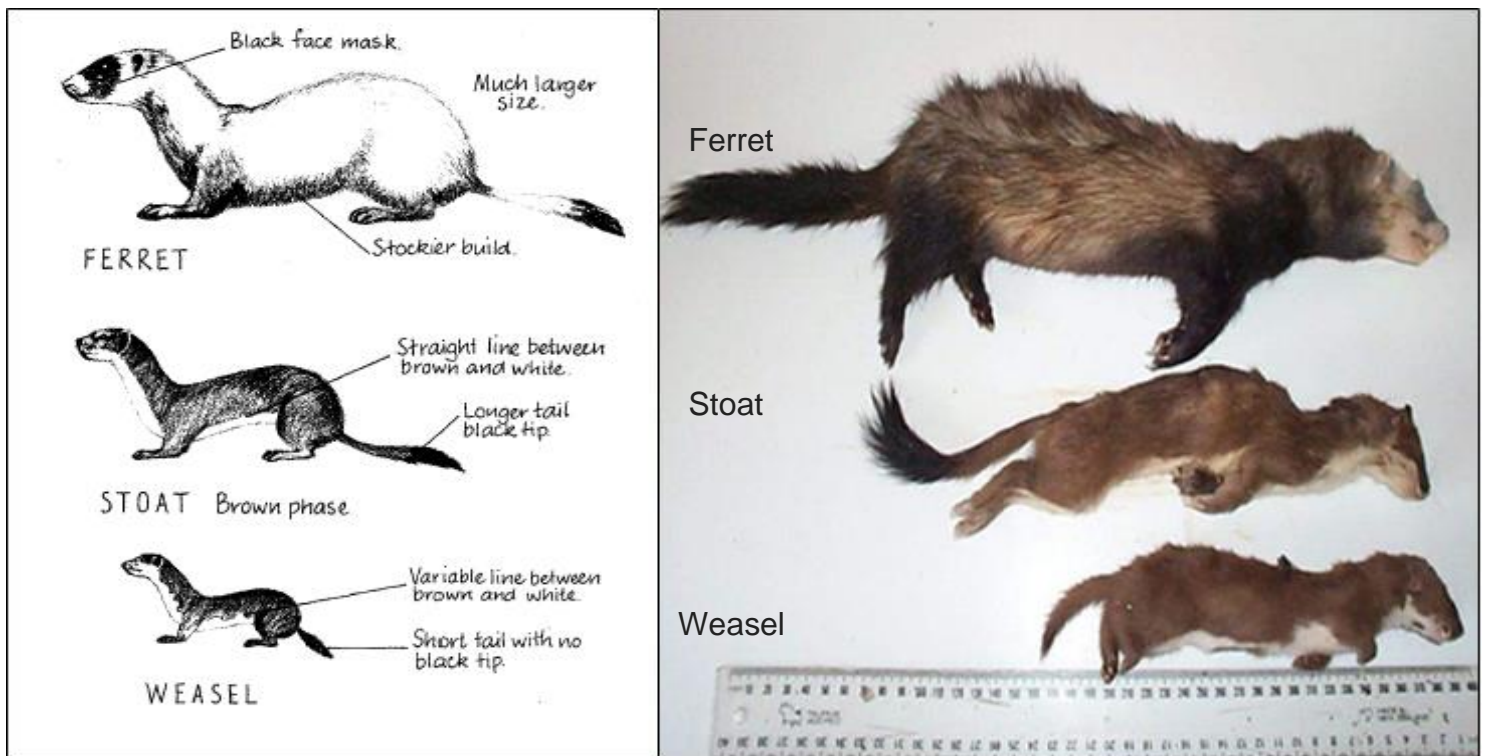 Black face mask.
Much larger
size.
Stockier build.
FERRET
Straight line between
brown and white.
Longer tail
black tip.
STOAT Brown phase
Variable line between
brown and white.
Short tail with no
black tip.
WEASEL
Ferret
Stoat
Weasel